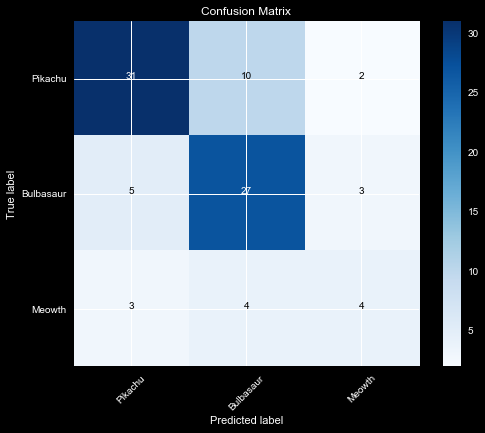 Confusion Matrix
True label
Pikachu
31 10 2
Bulbasaur
5 27 3
Meowth
3 4 4
Pikachu Bulbasaur Meowth
Predicted label
30
25
20
15
10
5